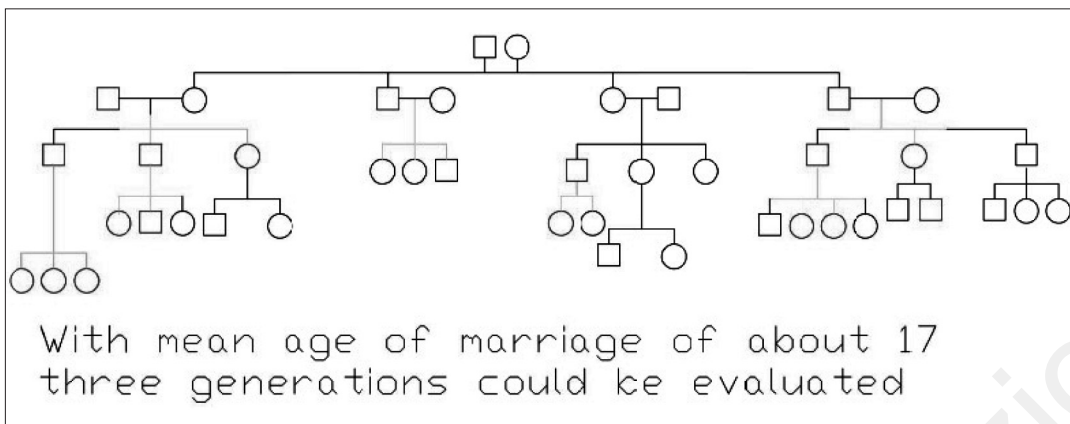 With mean age of marriage of about 17
three generations could ke evaluated